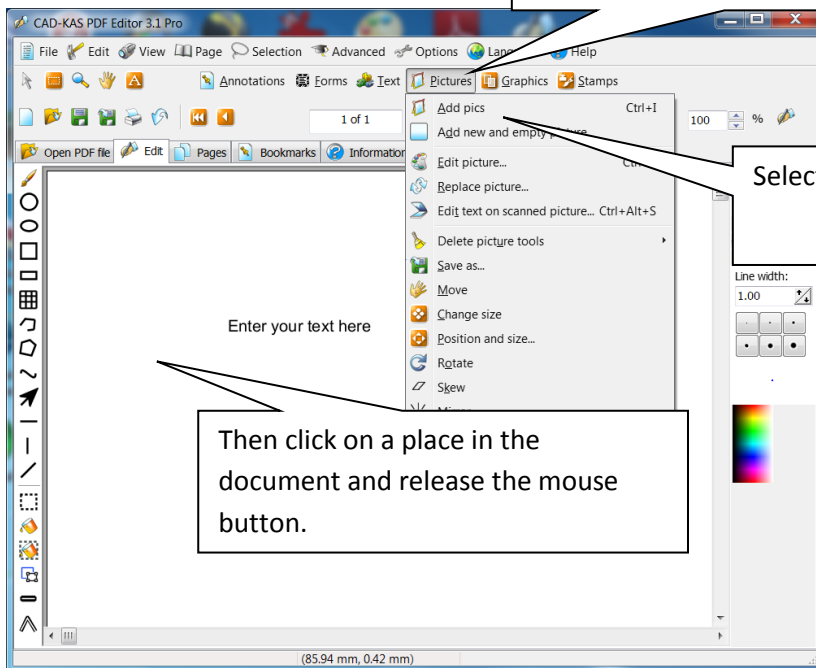 CAD-KAS PDF Editor 3.1 Pro
File Edit View Page Selection Advanced Options Help
Annotations Forms Text Pictures Graphics Stamps
1 of 1 100 %
Open PDF file Edit Pages Bookmarks
Add pics Ctrl+I
Add new and empty
Edit picture...
Replace picture...
Edit text on scanned picture... Ctrl+Alt+S
Delete picture tools
Save as...
Move
Change size
Position and size...
Rotate
Skew
Line width:
1.00
Enter your text here
Then click on a place in the
document and release the mouse
button.
(85.94 mm, 0.42 mm)